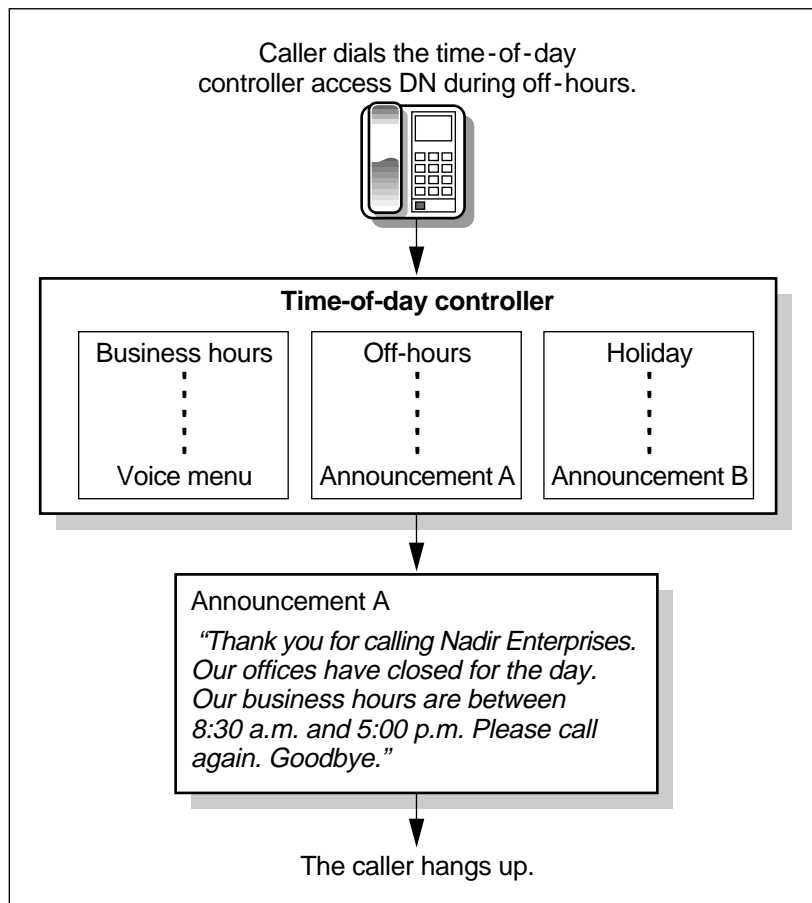 Caller dials the time-of-day
controller access DN during off-hours.
Time-of-day controller
Business hours
Voice menu
Off-hours
Announcement A
Holiday
Announcement B
Announcement A
“Thank you for calling Nadir Enterprises.
Our offices have closed for the day.
Our business hours are between
8:30 a.m. and 5:00 p.m. Please call
again. Goodbye.”
The caller hangs up.